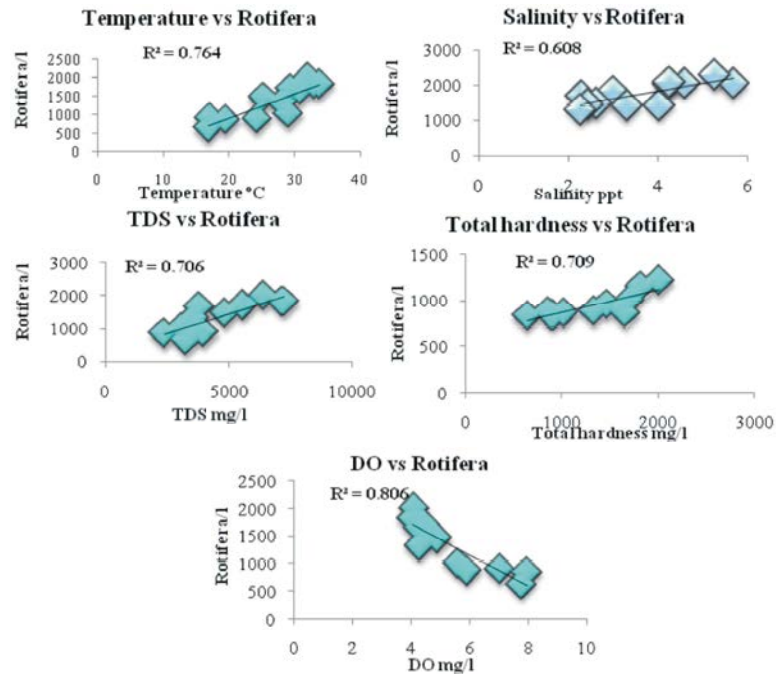 Temperature vs Rotifera
R² = 0.764
Rotifera/l
2500
2000
1500
1000
500
0
0 10 20 30 40
Temperature °C
Salinity vs Rotifera
R² = 0.608
Rotifera/l
3000
2000
1000
0
0 2 4 6
Salinity ppt
TDS vs Rotifera
R² = 0.706
Rotifera/l
3000
2000
1000
0
0 5000 10000
TDS mg/l
Total hardness vs Rotifera
R² = 0.709
Rotifera/l
1500
1000
500
0
0 1000 2000 3000
Total hardness mg/l
DO vs Rotifera
R² = 0.806
Rotifera/l
2500
2000
1500
1000
500
0
0 2 4 6 8 10
DO mg/l